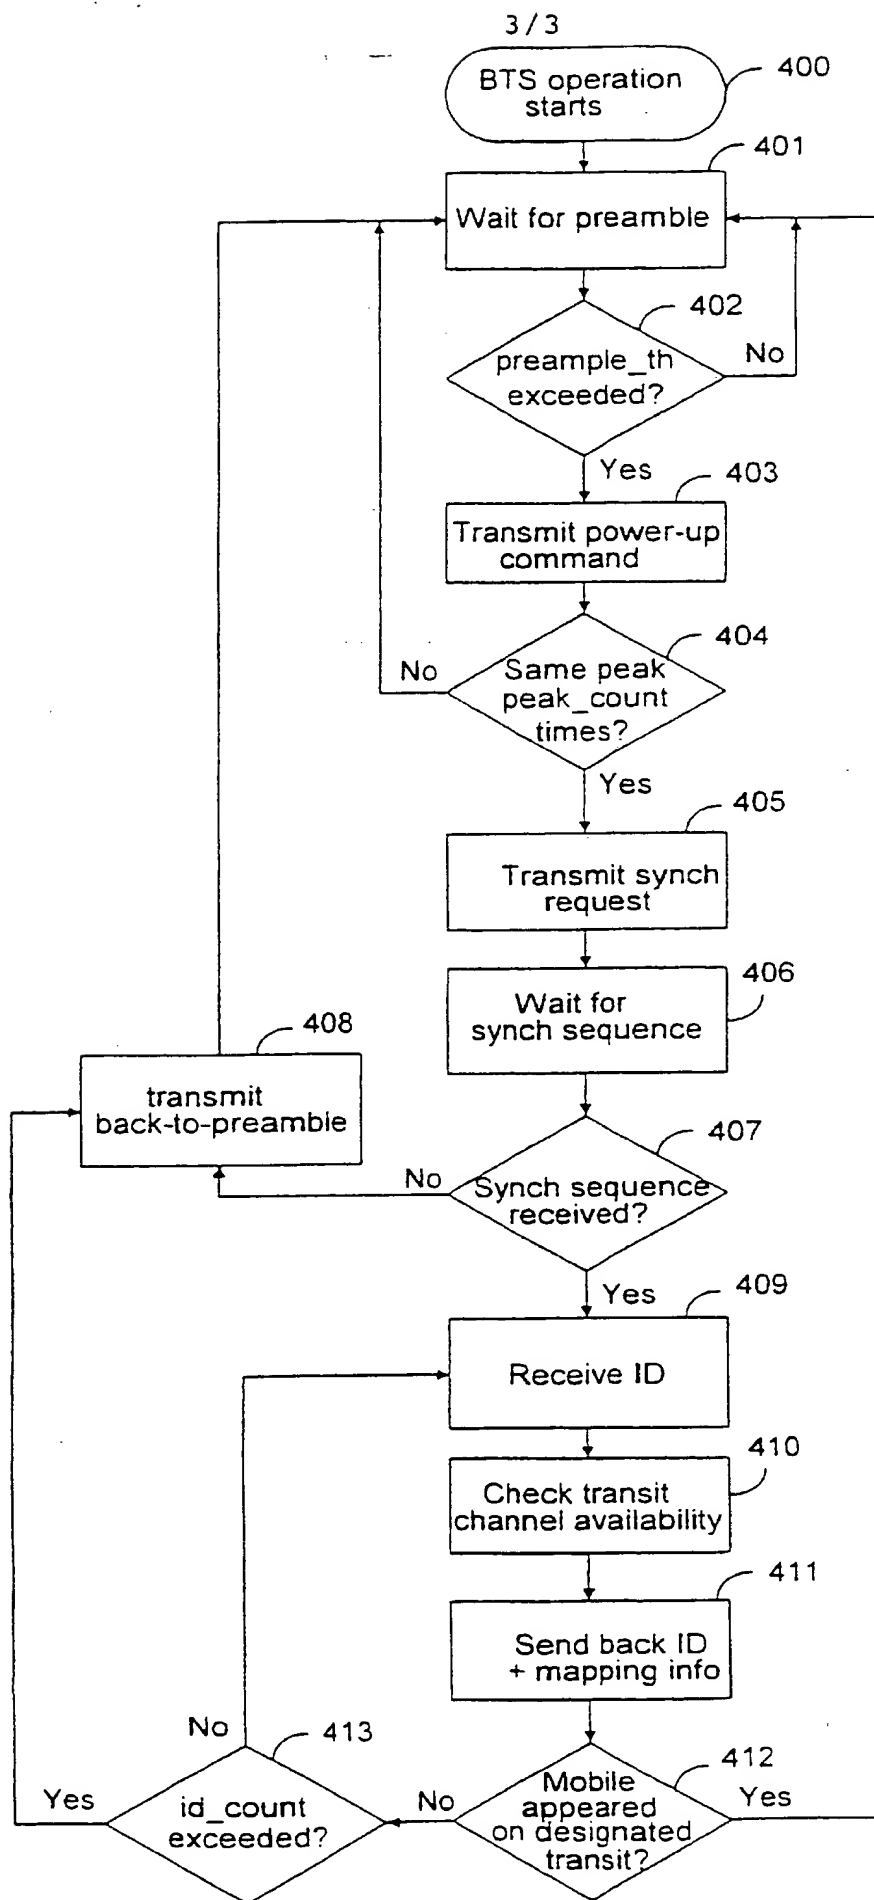 3/3
BTS operation
starts
400
401
Wait for preamble
402
preample_th
exceeded?
No
Yes
403
Transmit power-up
command
404
No
Same peak
peak_count
times?
Yes
405
Transmit synch
request
406
Wait for
synch sequence
408
transmit
back-to-preamble
407
No
Synch sequence
received?
Yes
409
Receive ID
410
Check transit
channel availability
411
Send back ID
+ mapping info
No
413
412
Yes
id_count
exceeded?
No
Mobile
appeared
on designated
transit?
Yes